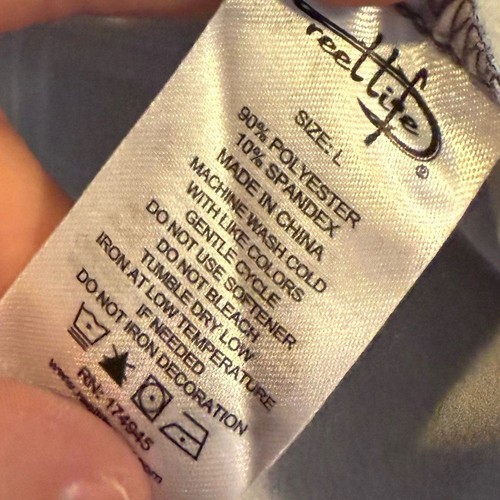 reel life
®
SIZE: L
90% POLYESTER
10% SPANDEX
MADE IN CHINA
MACHINE WASH COLD
WITH LIKE COLORS
GENTLE CYCLE
DO NOT USE SOFTENER
DO NOT BLEACH
TUMBLE DRY LOW
IRON AT LOW TEMPERATURE
IF NEEDED
DO NOT IRON DECORATION
RN: 174945